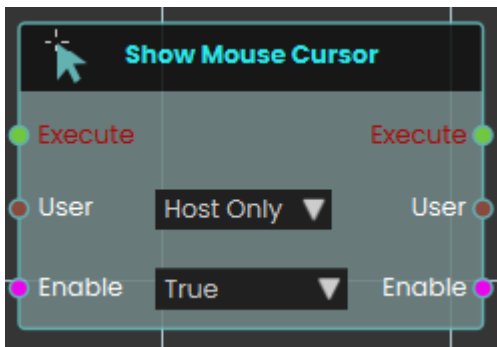 Show Mouse Cursor
Execute Execute
User Host Only User
Enable True Enable